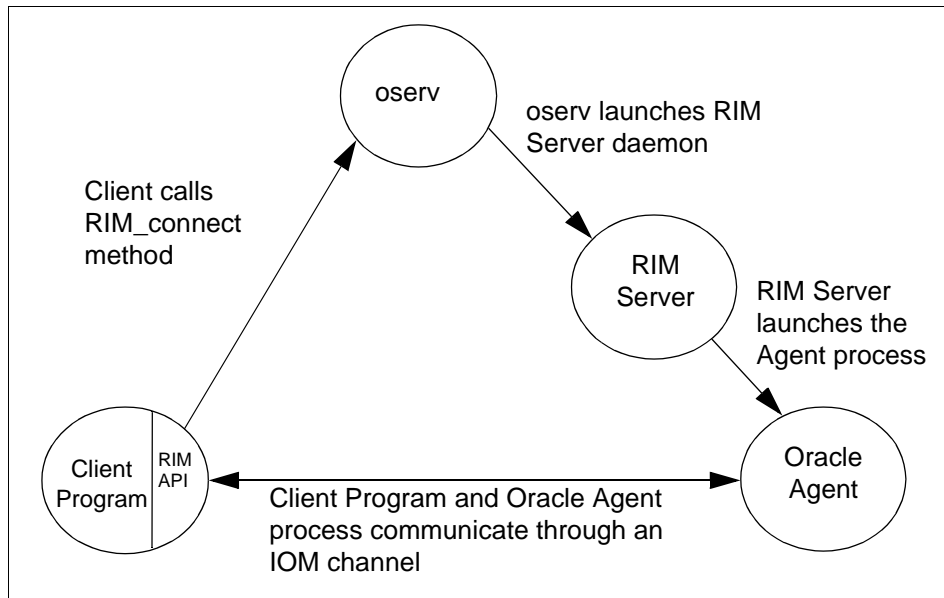 oserv
oserv launches RIM
Server daemon
Client calls
RIM_connect
method
RIM
Server
RIM Server
launches the
Agent process
Client
Program
RIM
API
Oracle
Agent
Client Program and Oracle Agent
process communicate through an
IOM channel